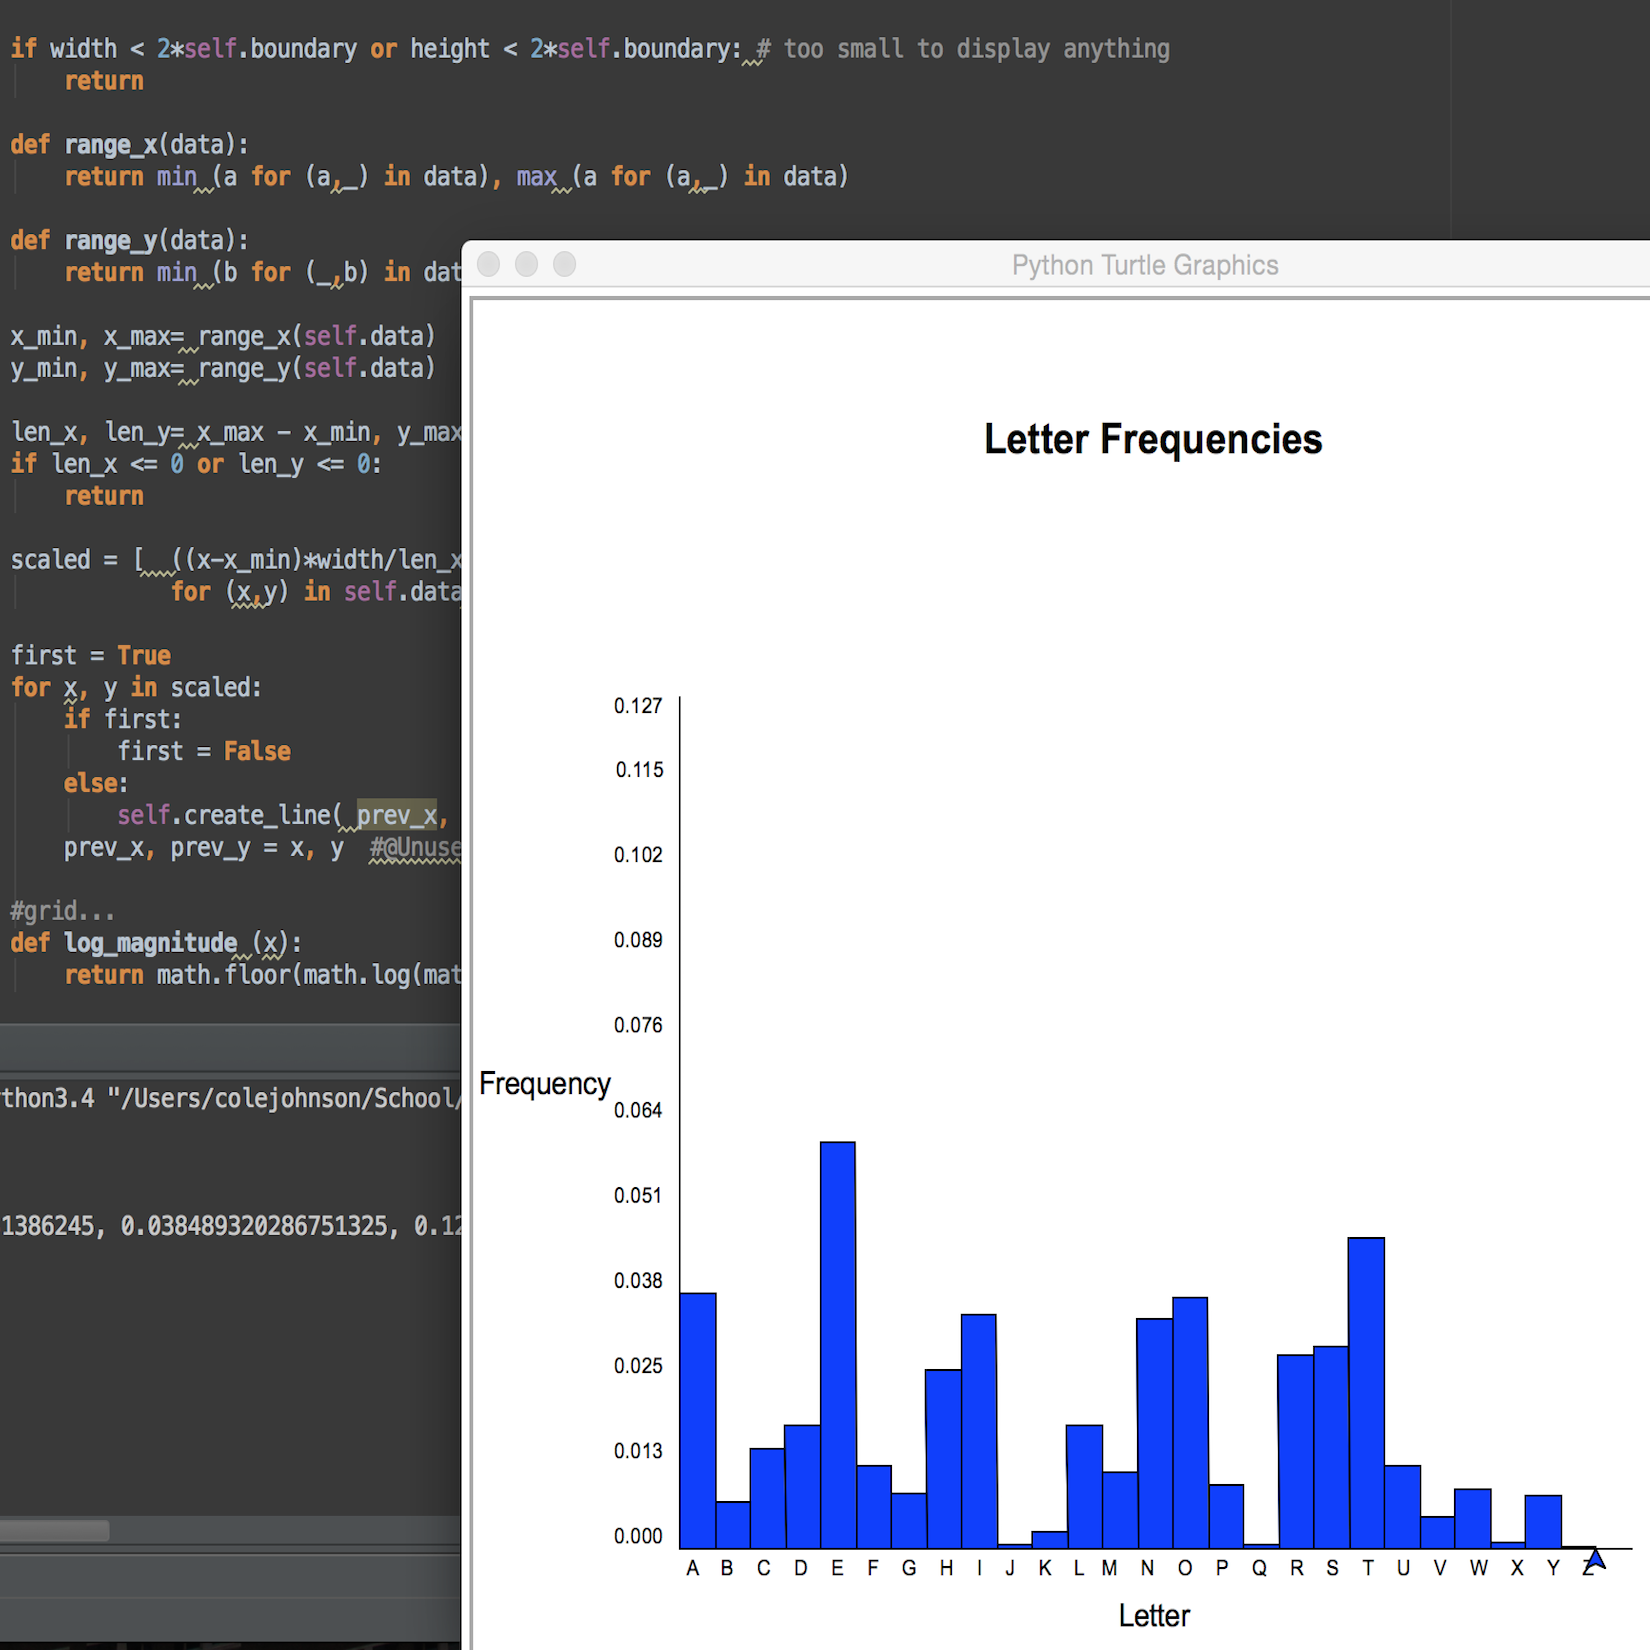 if width < 2*self.boundary or height < 2*self.boundary: # too small to display anything
return
def range_x(data):
return min (a for (a,_) in data), max (a for (a,_) in data)
def range_y(data):
return min (b for (_,b) in dat
x_min, x_max= range_x(self.data)
y_min, y_max= range_y(self.data)
len_x, len_y= x_max - x_min, y_max
if len_x <= 0 or len_y <= 0:
return
scaled = [ ((x-x_min)*width/len_x
for (x,y) in self.data
first = True
for x, y in scaled:
if first:
first = False
else:
self.create_line( prev_x,
prev_x, prev_y = x, y #@Unuse
#grid...
def log_magnitude (x):
return math.floor(math.log(mat
thon3.4 "/Users/colejohnson/School/
1386245, 0.038489320286751325, 0.12
Python Turtle Graphics
Letter Frequencies
0.127
0.115
0.102
0.089
0.076
Frequency
0.064
0.051
0.038
0.025
0.013
0.000
A B C D E F G H I J K L M N O P Q R S T U V W X Y Z
Letter